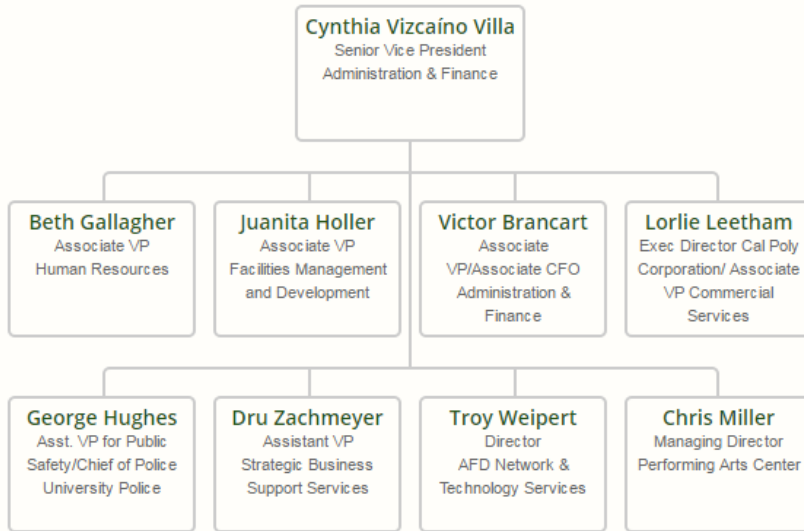 Cynthia Vizcaíno Villa
Senior Vice President
Administration & Finance
Beth Gallagher
Associate VP
Human Resources
Juanita Holler
Associate VP
Facilities Management
and Development
Victor Brancart
Associate
VP/Associate CFO
Administration &
Finance
Lorlie Leetham
Exec Director Cal Poly
Corporation/ Associate
VP Commercial
Services
George Hughes
Asst. VP for Public
Safety/Chief of Police
University Police
Dru Zachmeyer
Assistant VP
Strategic Business
Support Services
Troy Weipert
Director
AFD Network &
Technology Services
Chris Miller
Managing Director
Performing Arts Center